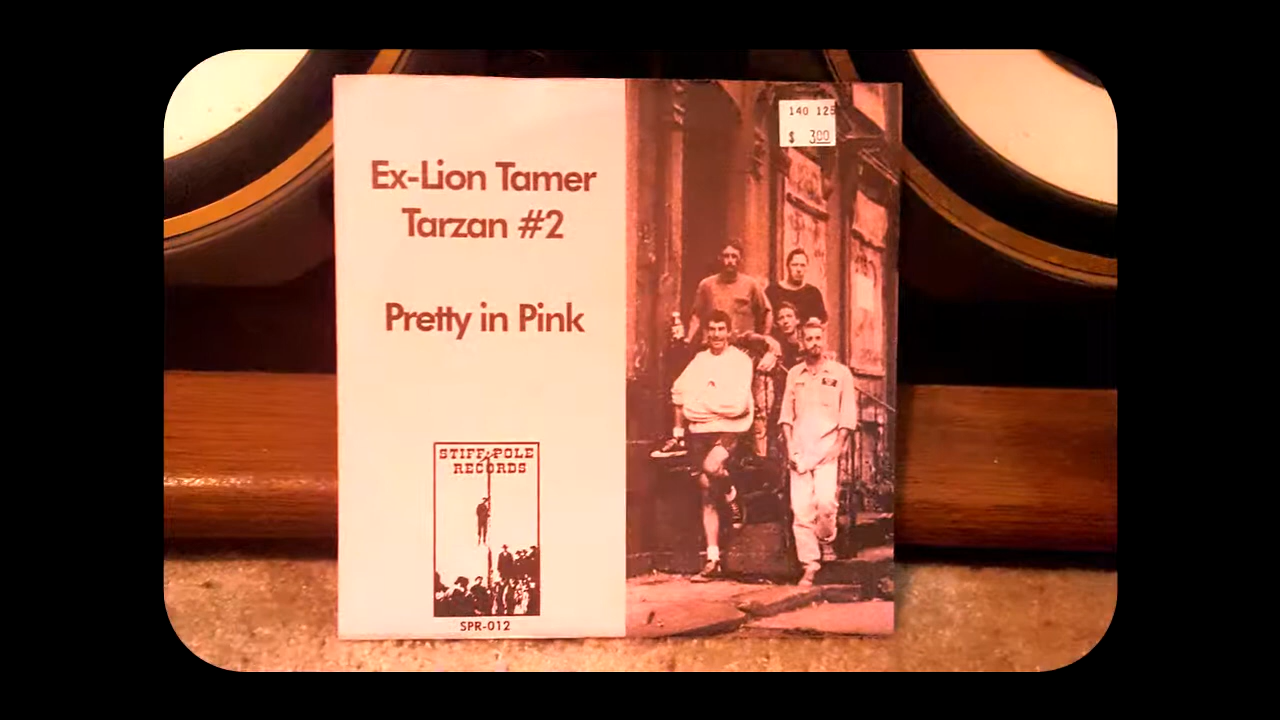 140 125
$ 3.00
Ex-Lion Tamer
Tarzan #2
Pretty in Pink
STIFF POLE
RECORDS
SPR-012